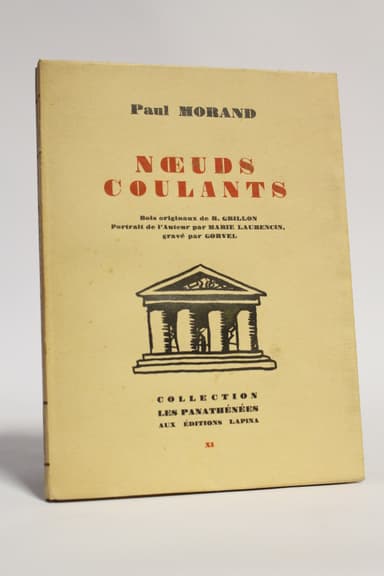 Paul MORAND
NŒUDS
COULANTS
Bois originaux de R. GRILLON
Portrait de l'Auteur par MARIE LAURENCIN,
gravé par GORVEL
COLLECTION
LES PANATHÉNÉES
AUX ÉDITIONS LAPINA
XI